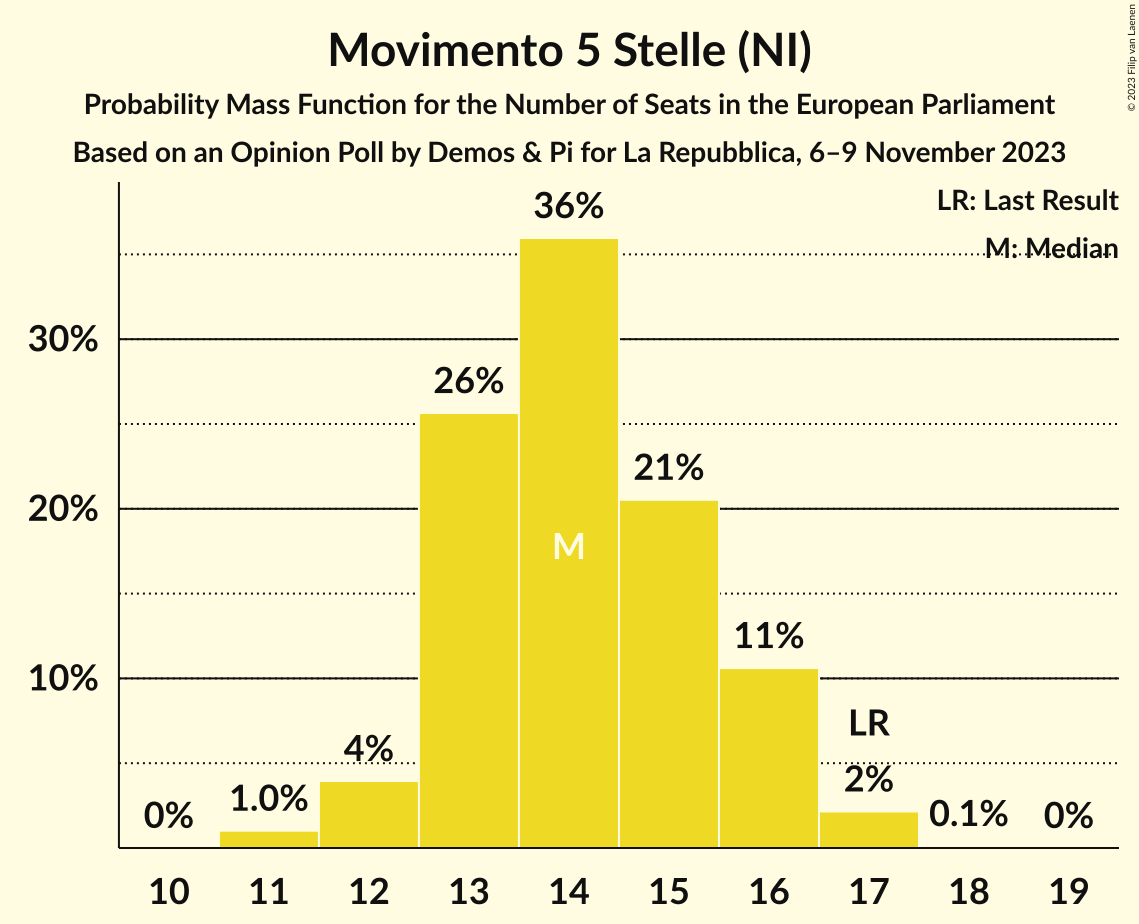 Movimento 5 Stelle (NI)
Probability Mass Function for the Number of Seats in the European Parliament
Based on an Opinion Poll by Demos & Pi for La Repubblica, 6–9 November 2023
© 2023 Filip van Laenen
LR: Last Result
M: Median
36%
30%
26%
21%
20%
M
11%
10%
LR
4%
2%
1.0%
0%
0.1%
0%
10 11 12 13 14 15 16 17 18 19